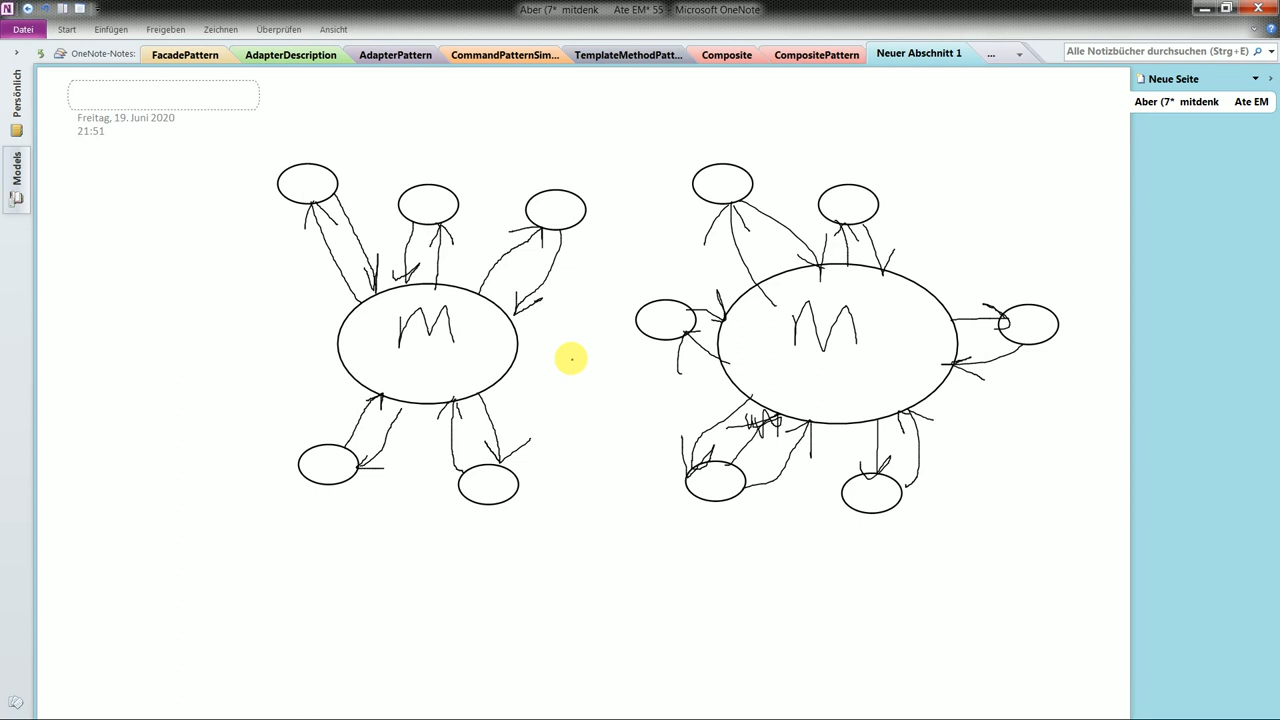 Aber (7* mitdenk Ate EM* 55 - Microsoft OneNote
Datei Start Einfügen Freigeben Zeichnen Überprüfen Ansicht
OneNote-Notes: FacadePattern AdapterDescription AdapterPattern CommandPatternSim... TemplateMethodPatt... Composite CompositePattern Neuer Abschnitt 1 ... Alle Notizbücher durchsuchen (Strg+E)
Neue Seite
Aber (7* mitdenk Ate EM
Persönlich
Models
Freitag, 19. Juni 2020
21:51
M
M